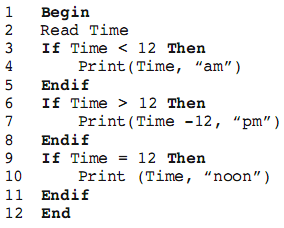 1 Begin
2 Read Time
3 If Time < 12 Then
4 Print(Time, “am”)
5 Endif
6 If Time > 12 Then
7 Print(Time -12, “pm”)
8 Endif
9 If Time = 12 Then
10 Print (Time, “noon”)
11 Endif
12 End